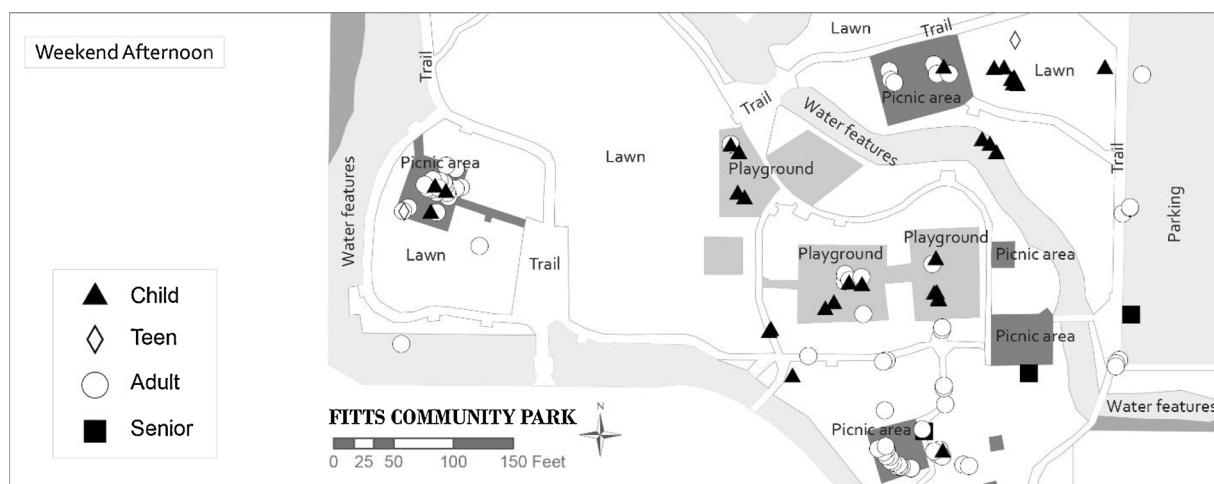 Weekend Afternoon
Lawn
Trail
Trail
Lawn
Picnic area
Trail
Water features
Picnic area
Lawn
Playground
Trail
Water features
Parking
Playground
Playground
Picnic area
Lawn
Trail
Picnic area
Child
Teen
Adult
Senior
Water features
FITTS COMMUNITY PARK
N
Picnic area
0 25 50 100 150 Feet